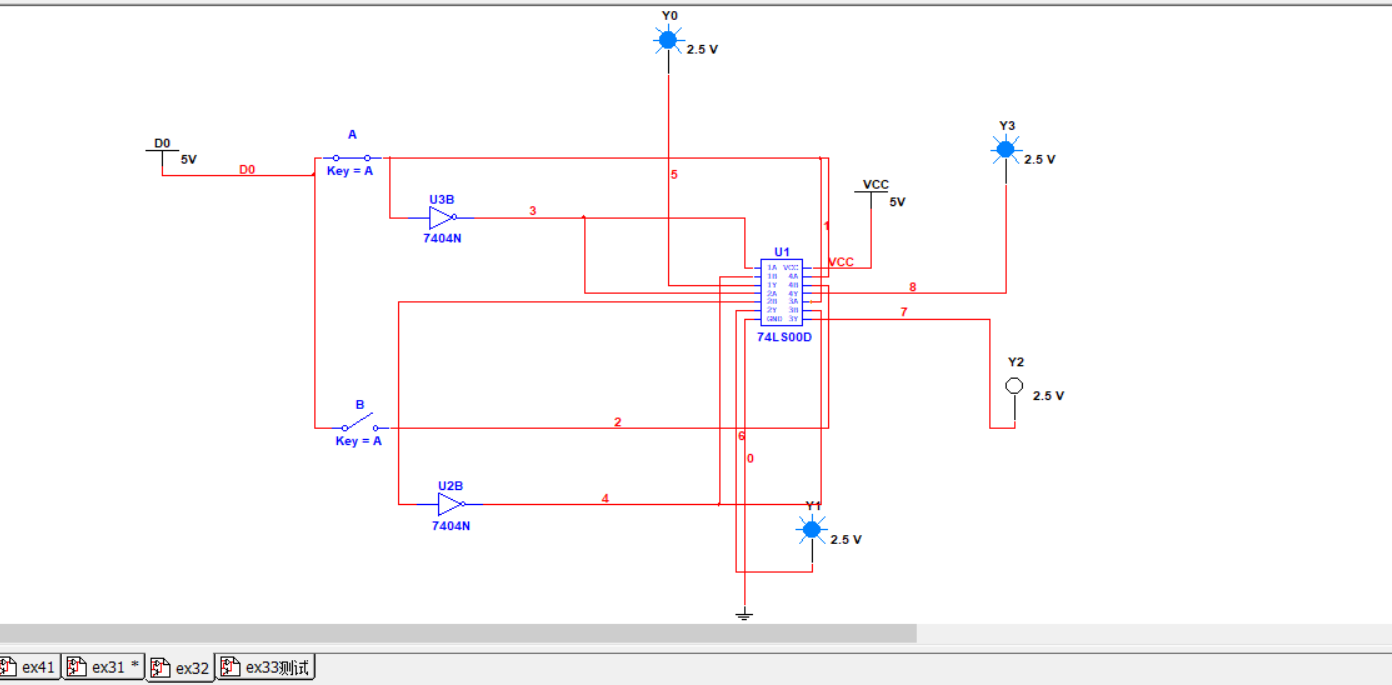 Y0
2.5 V
Y3
2.5 V
A
Key = A
D0
5V
D0
5
VCC
5V
U3B
3
7404N
1
U1
VCC
1A VCC
1B 4A
1Y 4B
2A 4Y
2B 3A
2Y 3B
GND 3Y
74LS00D
8
7
Y2
2.5 V
B
Key = A
2
6
0
U2B
4
7404N
Y1
2.5 V
ex41
ex31 *
ex32
ex33测试